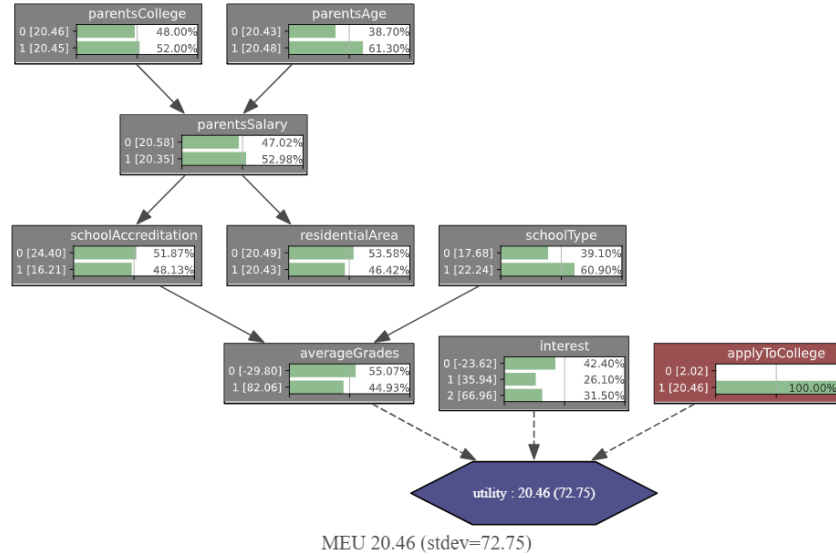 parentsCollege
0 [20.46] 48.00%
1 [20.45] 52.00%
parentsAge
0 [20.43] 38.70%
1 [20.48] 61.30%
parentsSalary
0 [20.58] 47.02%
1 [20.35] 52.98%
schoolAccreditation
0 [24.40] 51.87%
1 [16.21] 48.13%
residentialArea
0 [20.49] 53.58%
1 [20.43] 46.42%
schoolType
0 [17.68] 39.10%
1 [22.24] 60.90%
averageGrades
0 [-29.80] 55.07%
1 [82.06] 44.93%
interest
0 [-23.62] 42.40%
1 [35.94] 26.10%
2 [66.96] 31.50%
applyToCollege
0 [2.02]
1 [20.46] 100.00%
utility : 20.46 (72.75)
MEU 20.46 (stdev=72.75)